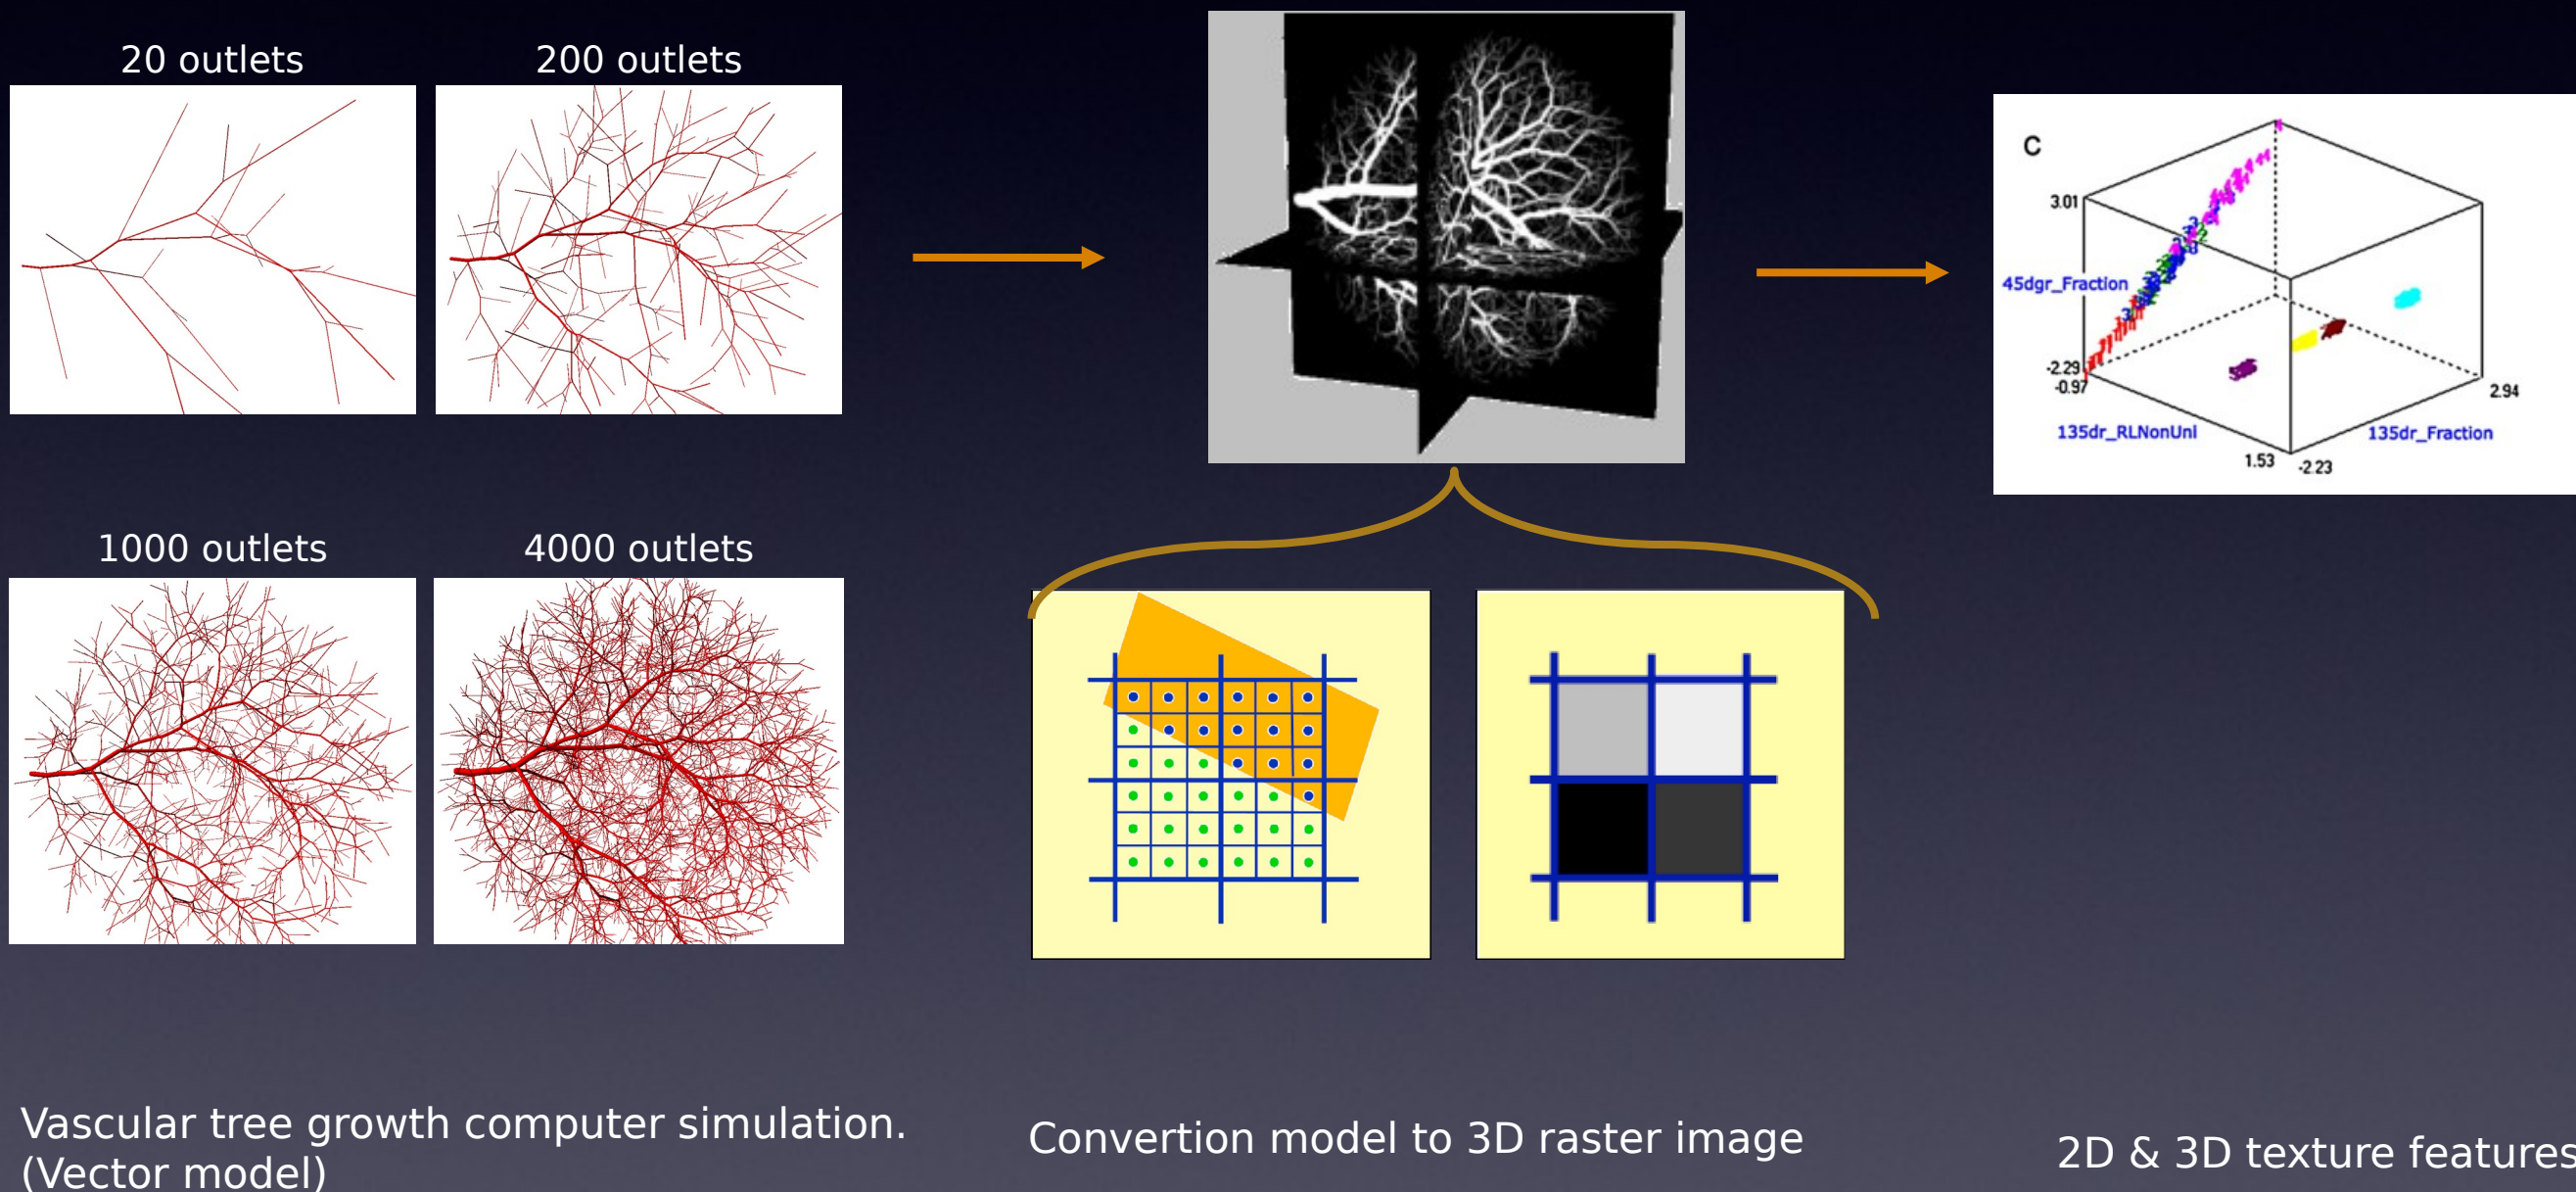 20 outlets
200 outlets
1000 outlets
4000 outlets
C
3.01
45dgr_Fraction
-2.29
-0.97
135dr_RLNonUni
1.53
-2.23
135dr_Fraction
2.94
Vascular tree growth computer simulation.
(Vector model)
Convertion model to 3D raster image
2D & 3D texture features